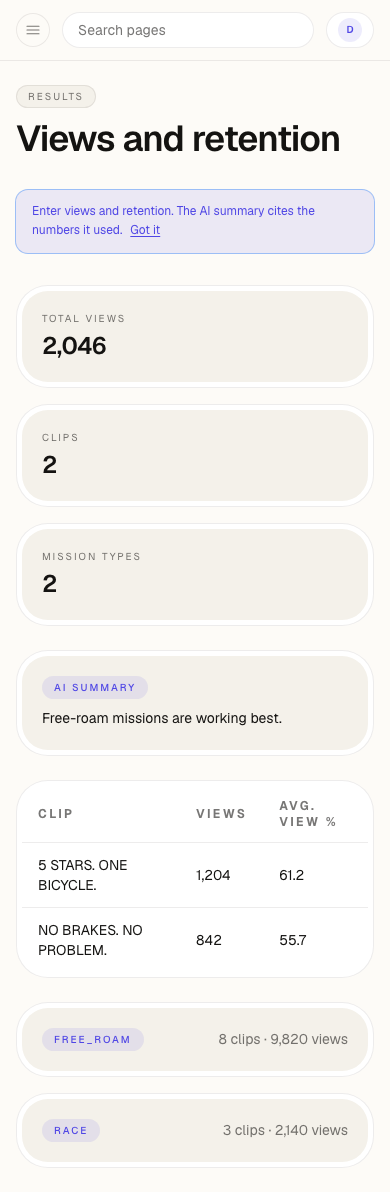 Search pages
D
RESULTS
Views and retention
Enter views and retention. The AI summary cites the
numbers it used. Got it
TOTAL VIEWS
2,046
CLIPS
2
MISSION TYPES
2
AI SUMMARY
Free-roam missions are working best.
CLIP VIEWS AVG. VIEW %
5 STARS. ONE
BICYCLE.
1,204 61.2
NO BRAKES. NO
PROBLEM.
842 55.7
FREE_ROAM 8 clips · 9,820 views
RACE 3 clips · 2,140 views